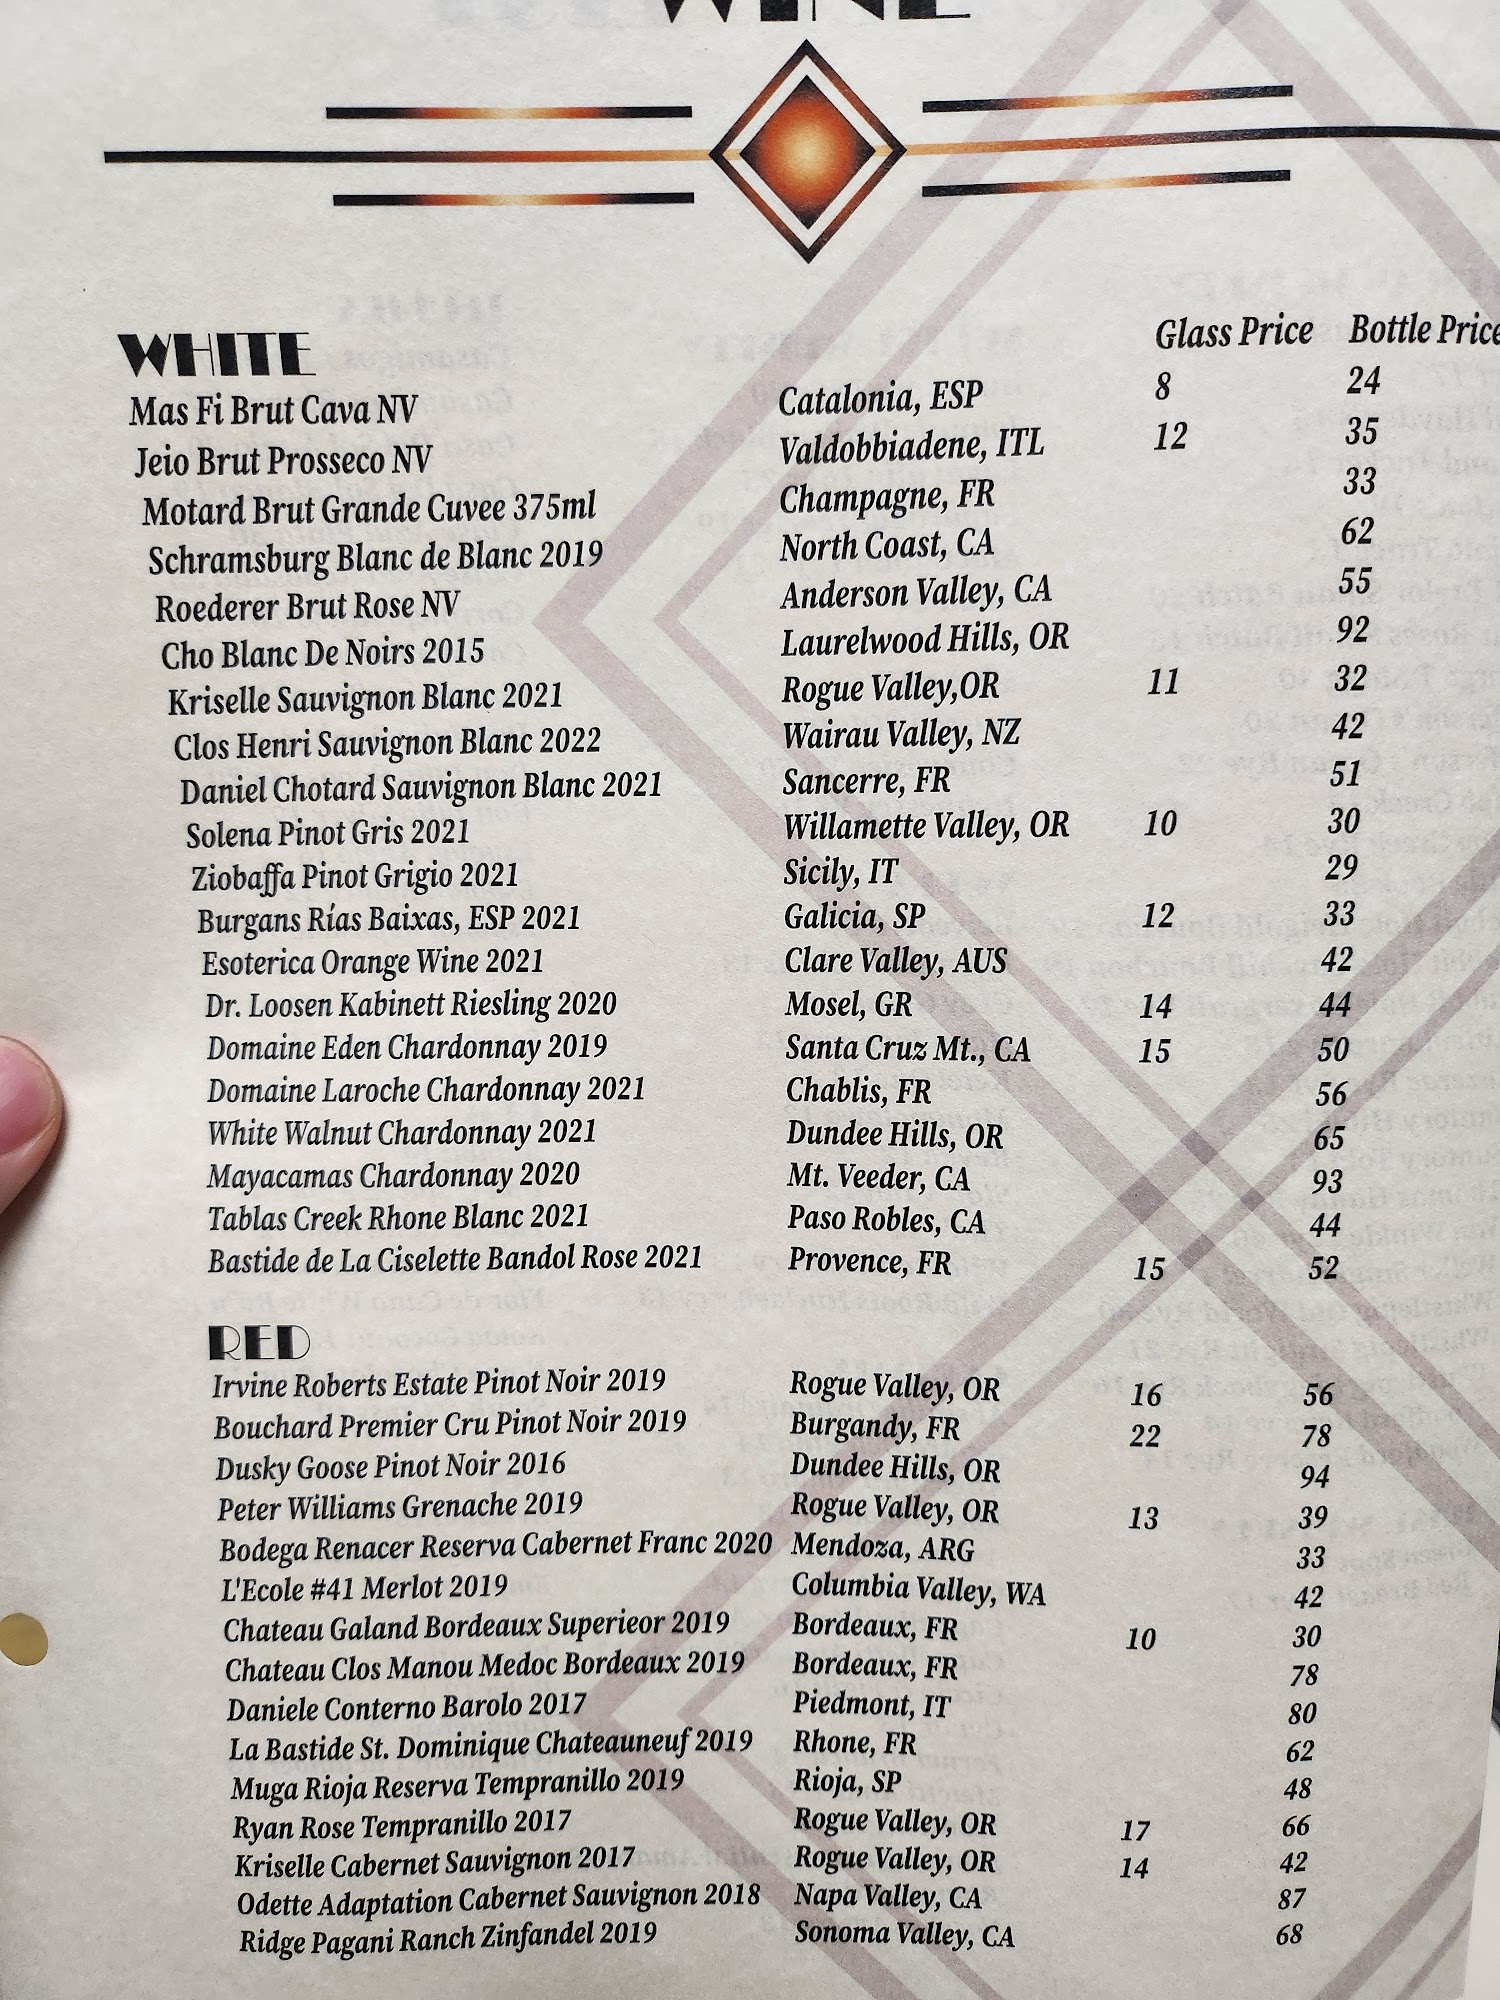 WINE
Glass Price Bottle Price
WHITE
Mas Fi Brut Cava NV Catalonia, ESP 8 24
Jeio Brut Prosseco NV Valdobbiadene, ITL 12 35
Motard Brut Grande Cuvee 375ml Champagne, FR 33
Schramsburg Blanc de Blanc 2019 North Coast, CA 62
Roederer Brut Rose NV Anderson Valley, CA 55
Cho Blanc De Noirs 2015 Laurelwood Hills, OR 92
Kriselle Sauvignon Blanc 2021 Rogue Valley,OR 11 32
Clos Henri Sauvignon Blanc 2022 Wairau Valley, NZ 42
Daniel Chotard Sauvignon Blanc 2021 Sancerre, FR 51
Solena Pinot Gris 2021 Willamette Valley, OR 10 30
Ziobaffa Pinot Grigio 2021 Sicily, IT 29
Burgans Rías Baixas, ESP 2021 Galicia, SP 12 33
Esoterica Orange Wine 2021 Clare Valley, AUS 42
Dr. Loosen Kabinett Riesling 2020 Mosel, GR 14 44
Domaine Eden Chardonnay 2019 Santa Cruz Mt., CA 15 50
Domaine Laroche Chardonnay 2021 Chablis, FR 56
White Walnut Chardonnay 2021 Dundee Hills, OR 65
Mayacamas Chardonnay 2020 Mt. Veeder, CA 93
Tablas Creek Rhone Blanc 2021 Paso Robles, CA 44
Bastide de La Ciselette Bandol Rose 2021 Provence, FR 15 52
RED
Irvine Roberts Estate Pinot Noir 2019 Rogue Valley, OR 16 56
Bouchard Premier Cru Pinot Noir 2019 Burgandy, FR 22 78
Dusky Goose Pinot Noir 2016 Dundee Hills, OR 94
Peter Williams Grenache 2019 Rogue Valley, OR 13 39
Bodega Renacer Reserva Cabernet Franc 2020 Mendoza, ARG 33
L'Ecole #41 Merlot 2019 Columbia Valley, WA 42
Chateau Galand Bordeaux Superieor 2019 Bordeaux, FR 10 30
Chateau Clos Manou Medoc Bordeaux 2019 Bordeaux, FR 78
Daniele Conterno Barolo 2017 Piedmont, IT 80
La Bastide St. Dominique Chateauneuf 2019 Rhone, FR 62
Muga Rioja Reserva Tempranillo 2019 Rioja, SP 48
Ryan Rose Tempranillo 2017 Rogue Valley, OR 17 66
Kriselle Cabernet Sauvignon 2017 Rogue Valley, OR 14 42
Odette Adaptation Cabernet Sauvignon 2018 Napa Valley, CA 87
Ridge Pagani Ranch Zinfandel 2019 Sonoma Valley, CA 68